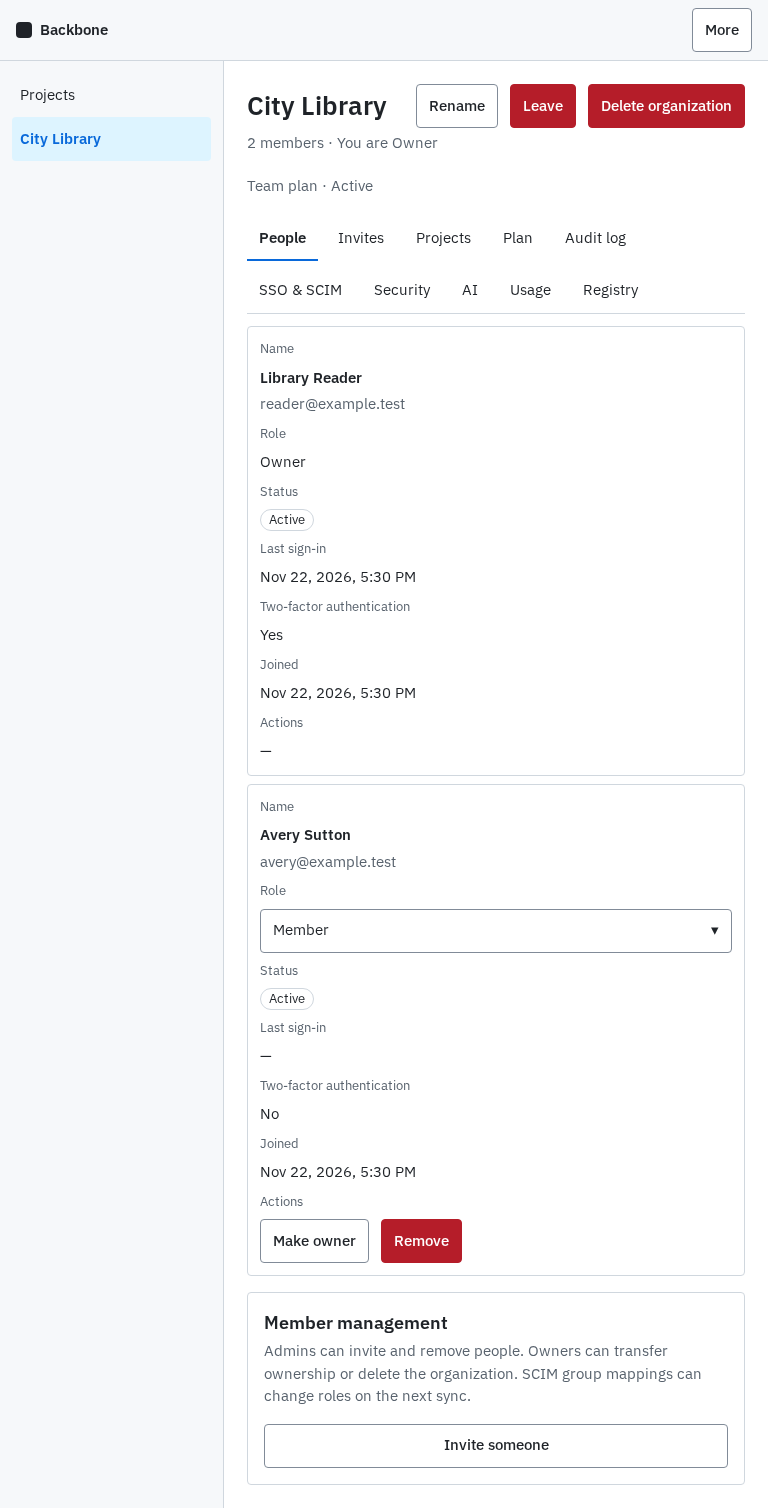 Backbone
More
Projects
City Library
City Library
Rename
Leave
Delete organization
2 members · You are Owner
Team plan · Active
People
Invites
Projects
Plan
Audit log
SSO & SCIM
Security
AI
Usage
Registry
Name
Library Reader
reader@example.test
Role
Owner
Status
Active
Last sign-in
Nov 22, 2026, 5:30 PM
Two-factor authentication
Yes
Joined
Nov 22, 2026, 5:30 PM
Actions
—
Name
Avery Sutton
avery@example.test
Role
Member
Status
Active
Last sign-in
—
Two-factor authentication
No
Joined
Nov 22, 2026, 5:30 PM
Actions
Make owner
Remove
Member management
Admins can invite and remove people. Owners can transfer
ownership or delete the organization. SCIM group mappings can
change roles on the next sync.
Invite someone